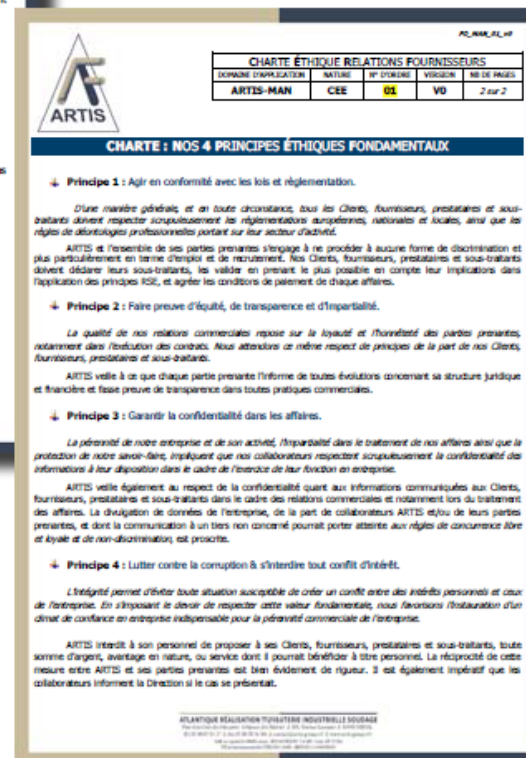 PO_MAN_01_v0
CHARTE ÉTHIQUE RELATIONS FOURNISSEURS
DOMAINE D'APPLICATION NATURE N° D'ORDRE VERSION NB DE PAGES
ARTIS-MAN CEE 01 V0 2 sur 2
ARTIS
CHARTE : NOS 4 PRINCIPES ÉTHIQUES FONDAMENTAUX
Principe 1 : Agir en conformité avec les lois et règlementation.
D'une manière générale, et en toute circonstance, tous les Clients, fournisseurs, prestataires et sous-
traitants doivent respecter scrupuleusement les réglementations européennes, nationales et locales, ainsi que les
règles de déontologies professionnelles portant sur leur secteur d'activité.
ARTIS et l'ensemble de ses parties prenantes s'engage à ne procéder à aucune forme de discrimination et
plus particulièrement en terme d'emploi et de recrutement. Nos Clients, fournisseurs, prestataires et sous-traitants
doivent déclarer leurs sous-traitants, les valider en prenant le plus possible en compte leur implications dans
l'application des principes RSE, et agréer les conditions de paiement de chaque affaires.
Principe 2 : Faire preuve d'équité, de transparence et d'impartialité.
La qualité de nos relations commerciales repose sur la loyauté et l'honnêteté des parties prenantes,
notamment dans l'exécution des contrats. Nous attendons ce même respect de principes de la part de nos Clients,
fournisseurs, prestataires et sous-traitants.
ARTIS veille à ce que chaque partie prenante l'informe de toutes évolutions concernant sa structure juridique
et financière et fasse preuve de transparence dans toutes pratiques commerciales.
Principe 3 : Garantir la confidentialité dans les affaires.
La pérennité de notre entreprise et de son activité, l'impartialité dans le traitement de nos affaires ainsi que la
protection de notre savoir-faire, impliquent que nos collaborateurs respectent scrupuleusement la confidentialité des
informations à leur disposition dans le cadre de l'exercice de leur fonction en entreprise.
ARTIS veille également au respect de la confidentialité quant aux informations communiquées aux Clients,
fournisseurs, prestataires et sous-traitants dans le cadre des relations commerciales et notamment lors du traitement
des affaires. La divulgation de données de l'entreprise, de la part de collaborateurs ARTIS et/ou de leurs parties
prenantes, et dont la communication à un tiers non concerné pourrait porter atteinte aux règles de concurrence libre
et loyale et de non-discrimination, est proscrite.
Principe 4 : Lutter contre la corruption & s'interdire tout conflit d'intérêt.
L'intégrité permet d'éviter toute situation susceptible de créer un conflit entre des intérêts personnels et ceux
de l'entreprise. En s'imposant le devoir de respecter cette valeur fondamentale, nous favorisons l'instauration d'un
climat de confiance en entreprise indispensable pour la pérennité commerciale de l'entreprise.
ARTIS interdit à son personnel de proposer à ses Clients, fournisseurs, prestataires et sous-traitants, toute
somme d'argent, avantage en nature, ou service dont il pourrait bénéficier à titre personnel. La réciprocité de cette
mesure entre ARTIS et ses parties prenantes est bien évidement de rigueur. Il est également impératif que les
collaborateurs informent la Direction si le cas se présentait.
ATLANTIQUE RÉALISATION TUYAUTERIE INDUSTRIELLE SOUDAGE